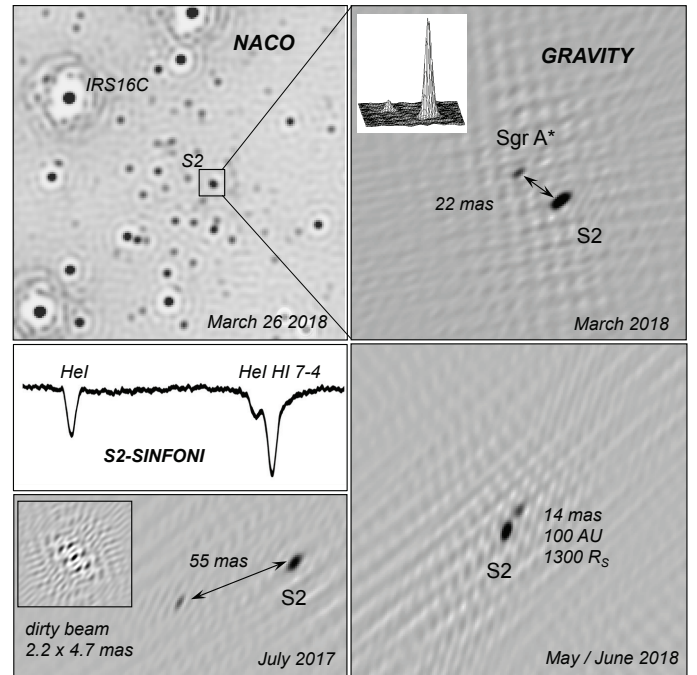 NACO
IRS16C
S2
March 26 2018
GRAVITY
Sgr A*
22 mas
S2
March 2018
HeI
HeI HI 7-4
S2-SINFONI
55 mas
S2
dirty beam
2.2 x 4.7 mas
July 2017
14 mas
100 AU
1300 RS
S2
May / June 2018